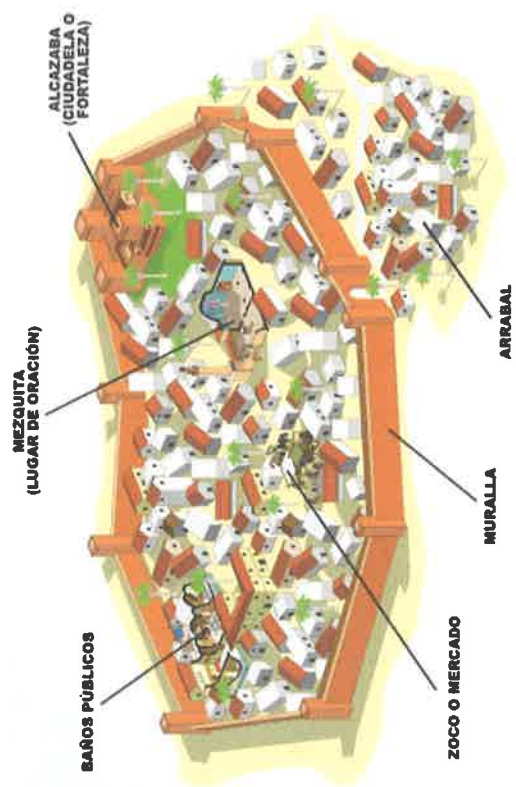 BAÑOS PÚBLICOS
MEZQUITA
(LUGAR DE ORACIÓN)
ALCAZABA
(CIUDADELA O
FORTALEZA)
ZOCO O MERCADO
MURALLA
ARRABAL